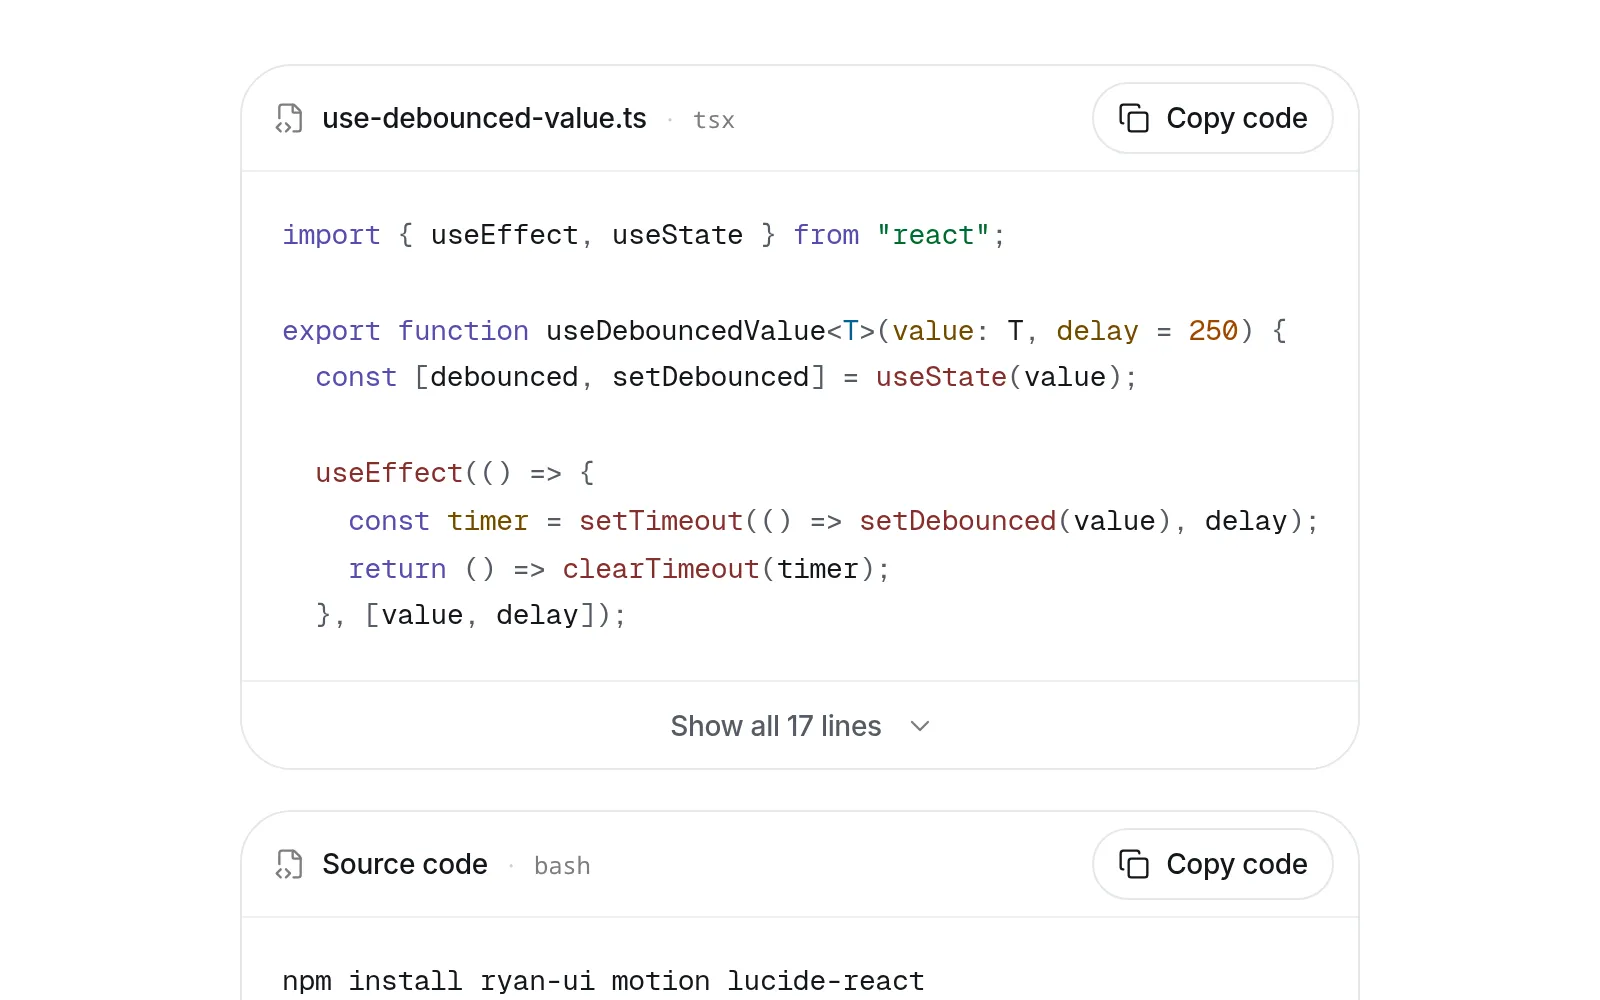 use-debounced-value.ts · tsx
Copy code
import { useEffect, useState } from "react";

export function useDebouncedValue<T>(value: T, delay = 250) {
  const [debounced, setDebounced] = useState(value);

  useEffect(() => {
    const timer = setTimeout(() => setDebounced(value), delay);
    return () => clearTimeout(timer);
  }, [value, delay]);
Show all 17 lines
Source code · bash
Copy code
npm install ryan-ui motion lucide-react